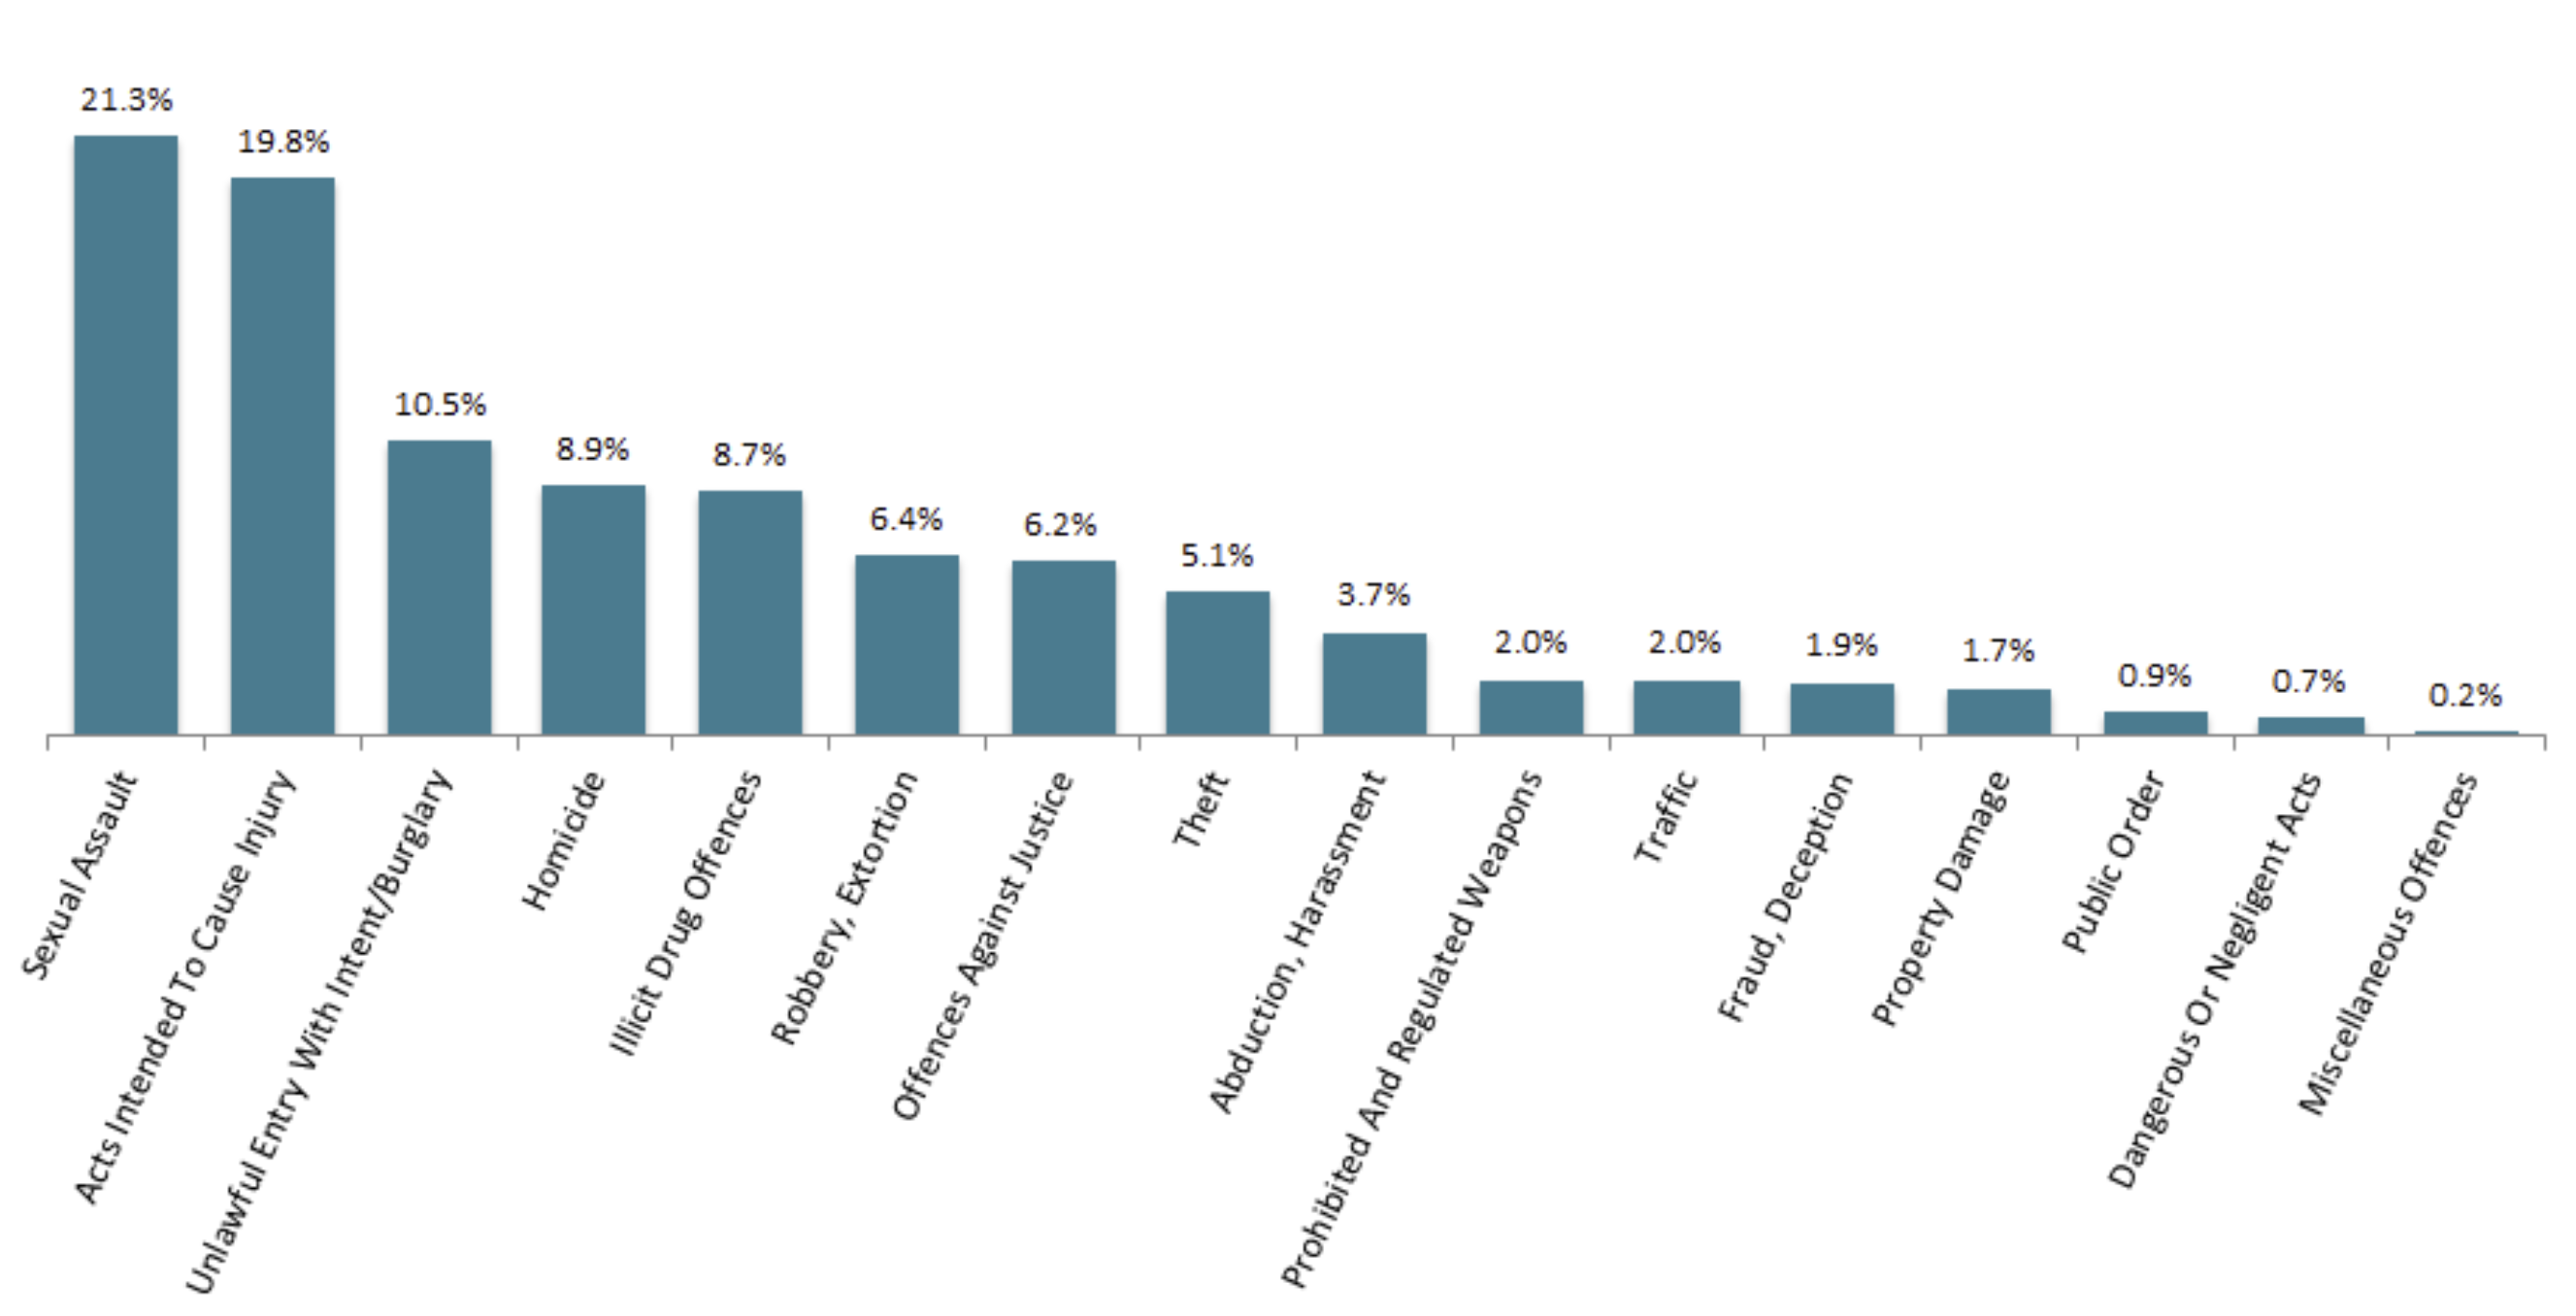 21.3%
19.8%
10.5%
8.9%
8.7%
6.4%
6.2%
5.1%
3.7%
2.0%
2.0%
1.9%
1.7%
0.9%
0.7%
0.2%
Sexual Assault
Acts Intended To Cause Injury
Unlawful Entry With Intent/Burglary
Homicide
Illicit Drug Offences
Robbery, Extortion
Offences Against Justice
Theft
Abduction, Harassment
Prohibited And Regulated Weapons
Traffic
Fraud, Deception
Property Damage
Public Order
Dangerous Or Negligent Acts
Miscellaneous Offences